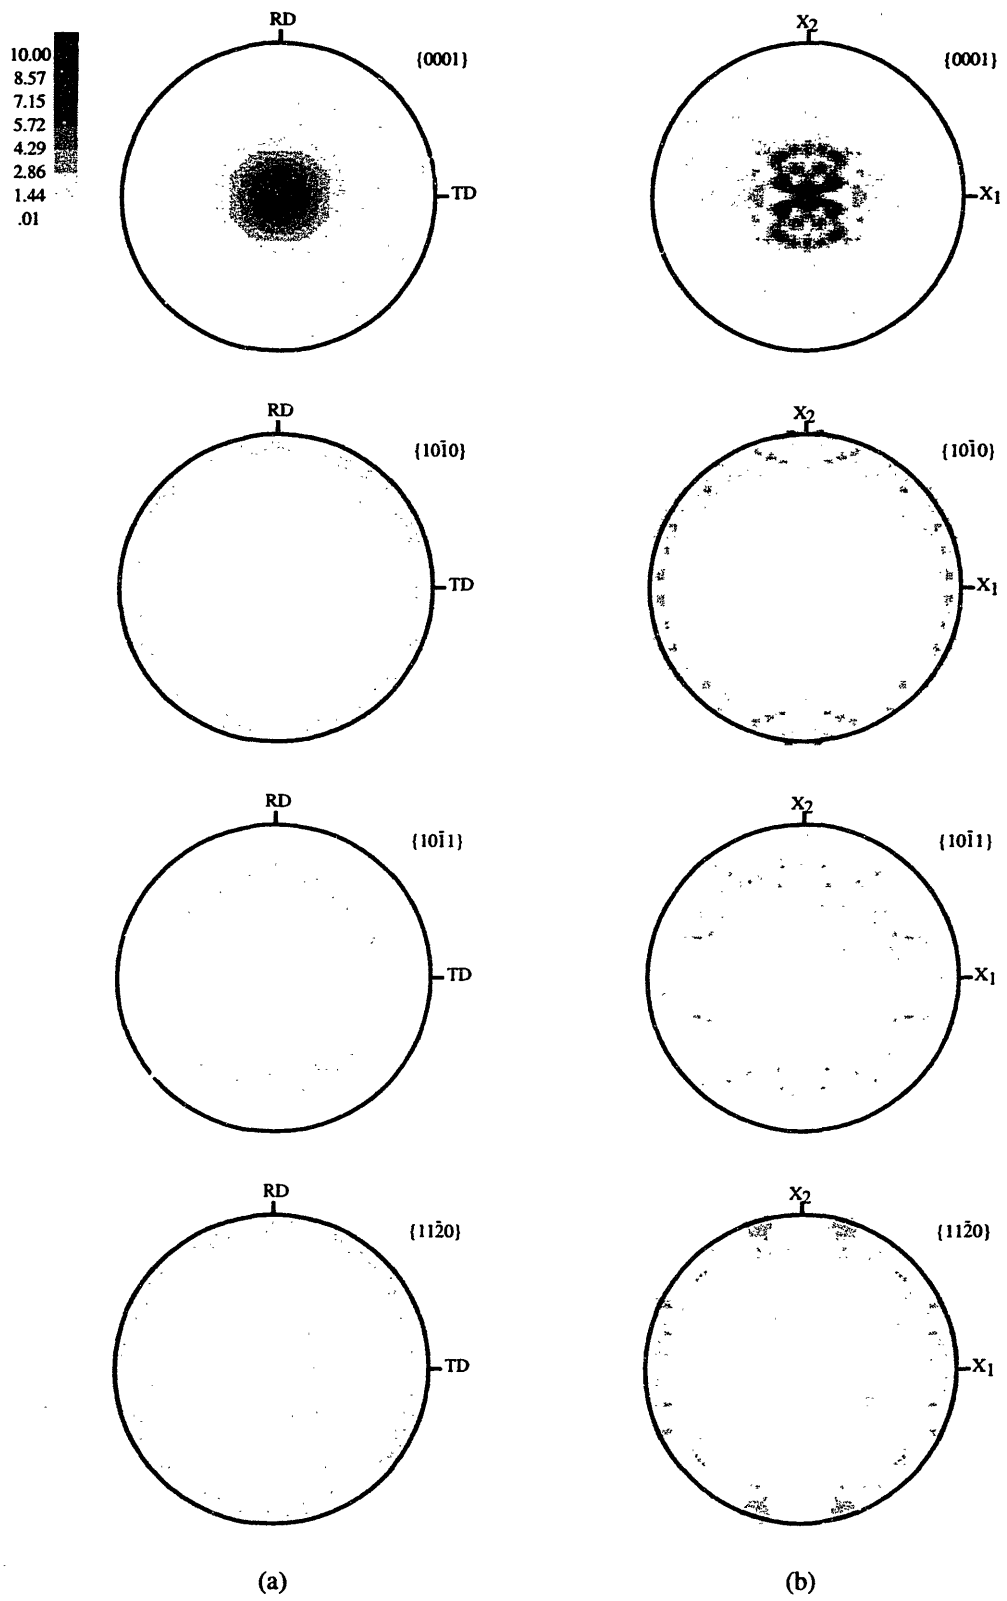 RD
X2
{0001}
{0001}
10.00
8.57
7.15
5.72
4.29
2.86
1.44
.01
TD
X1
RD
X2
{101̄0}
{101̄0}
TD
X1
RD
X2
{101̄1}
{101̄1}
TD
X1
RD
X2
{112̄0}
{112̄0}
TD
X1
(a)
(b)